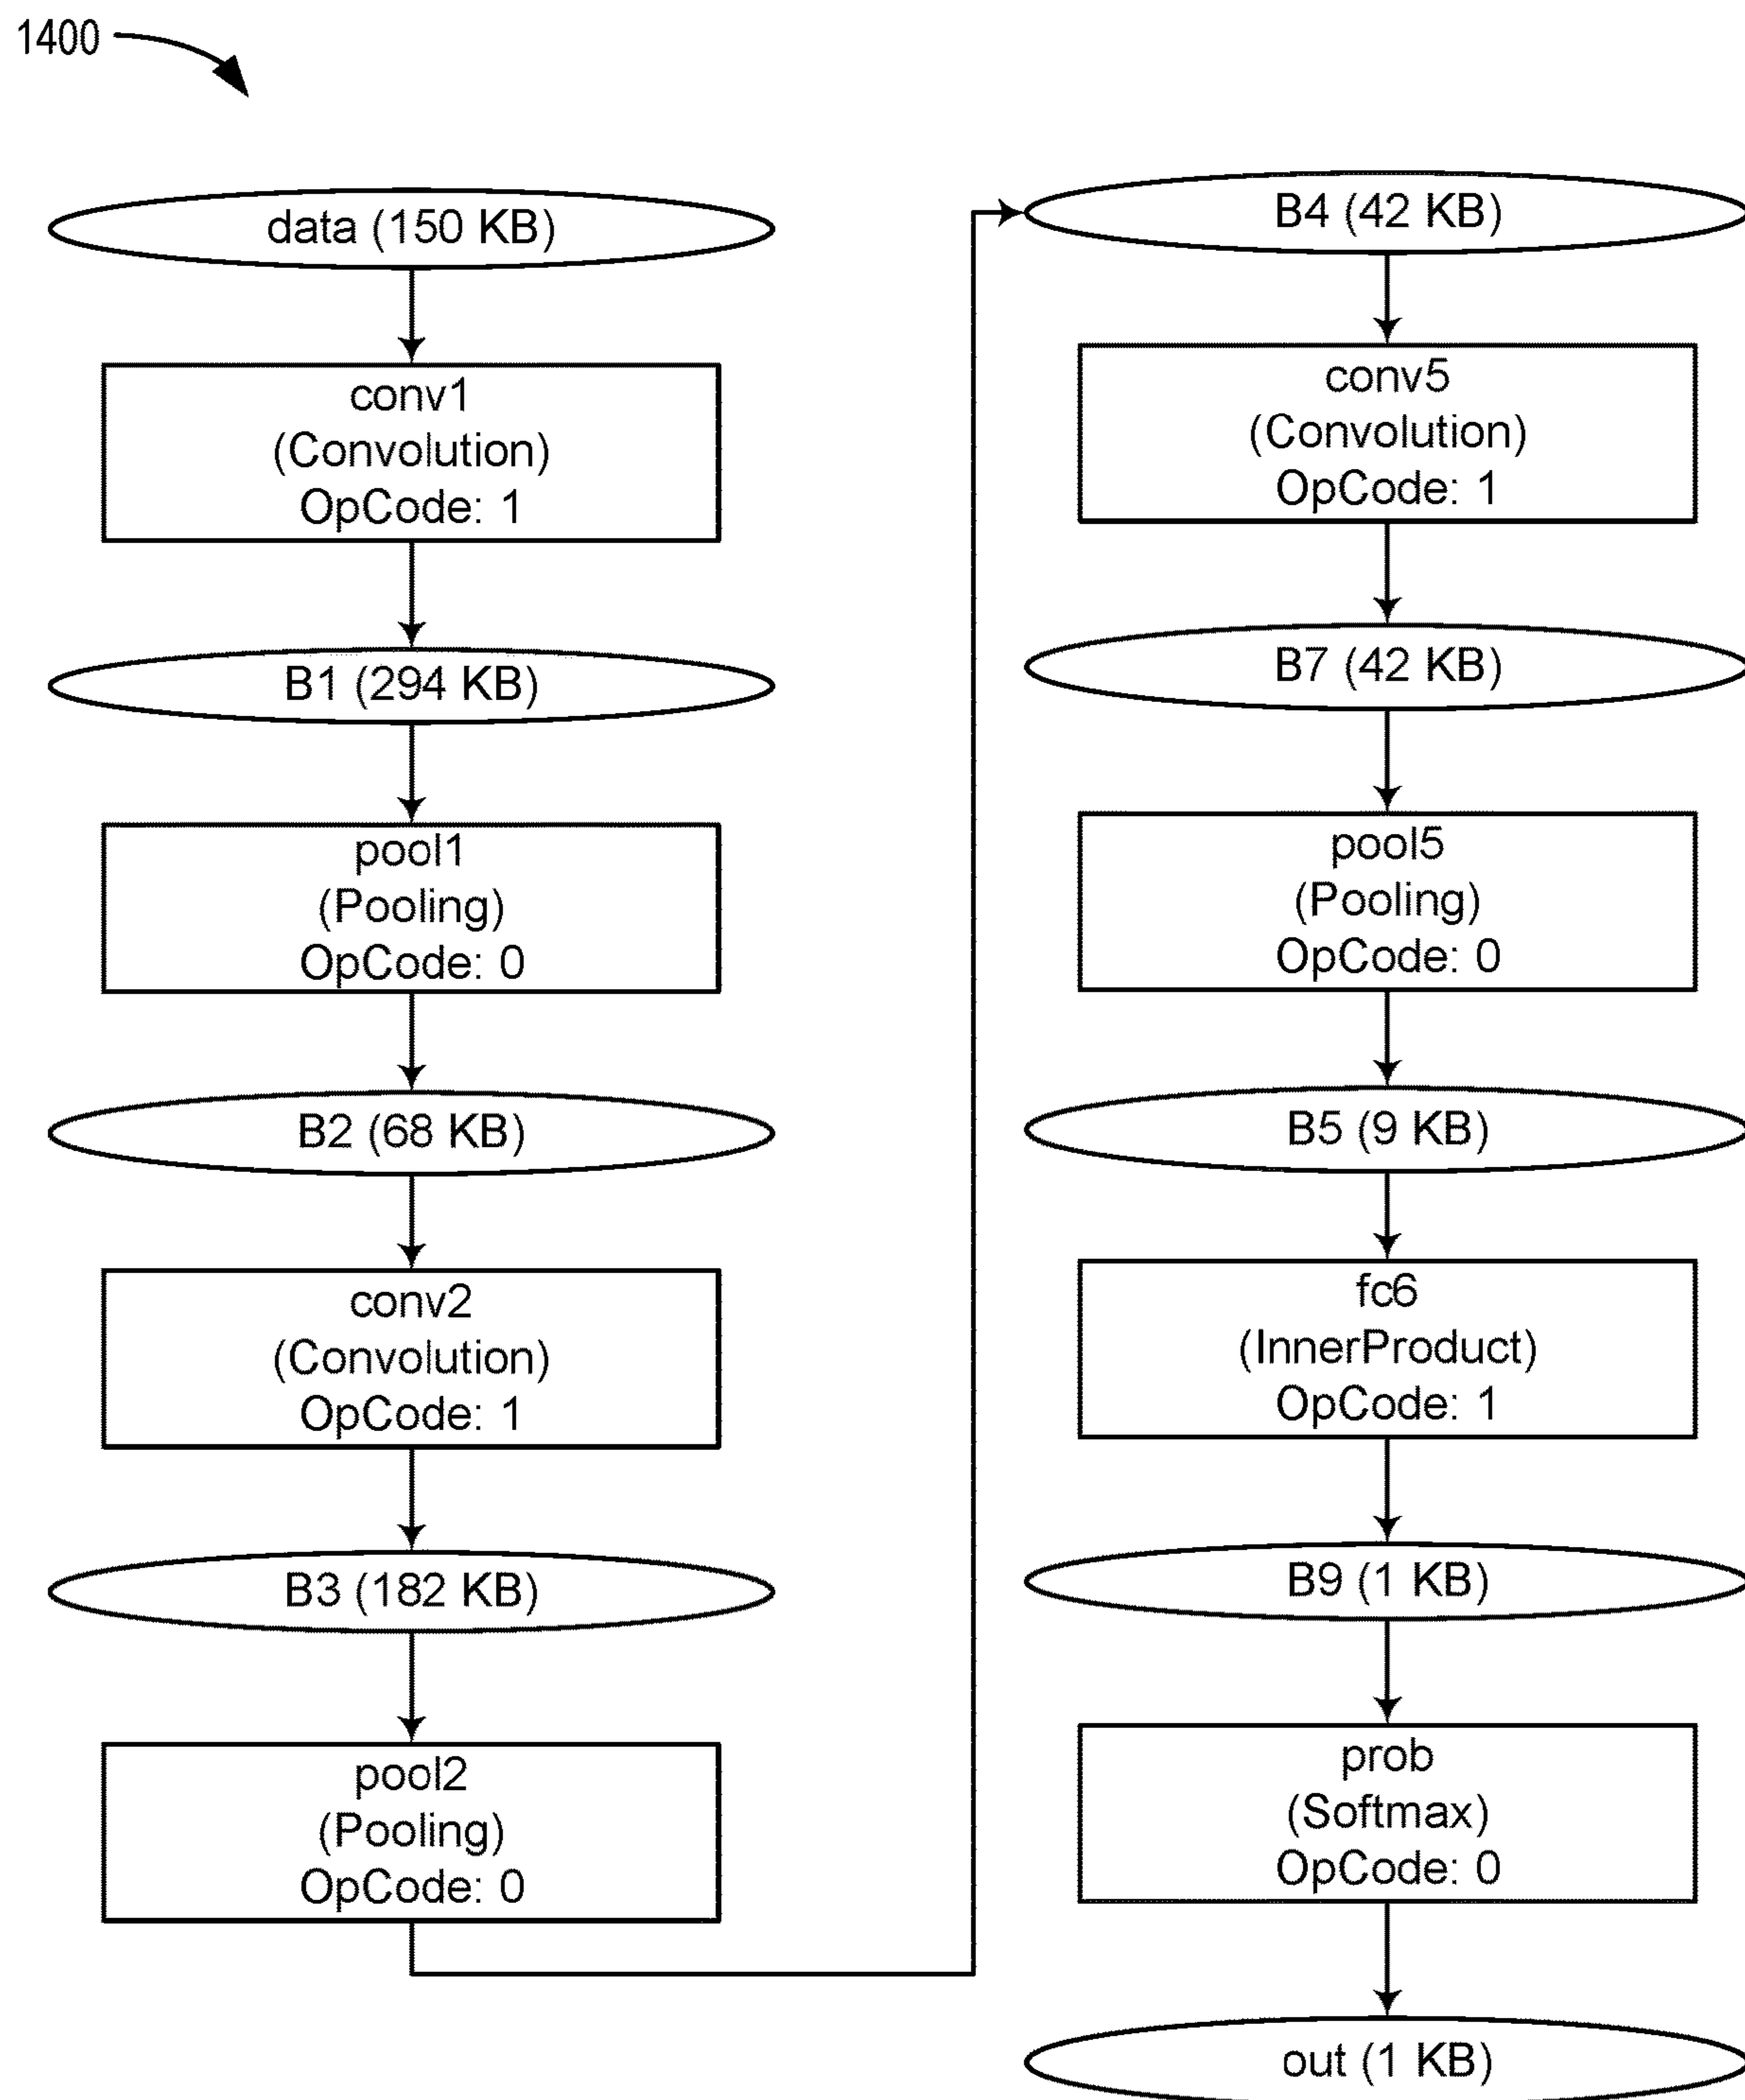 1400
data (150 KB)
conv1
(Convolution)
OpCode: 1
B1 (294 KB)
pool1
(Pooling)
OpCode: 0
B2 (68 KB)
conv2
(Convolution)
OpCode: 1
B3 (182 KB)
pool2
(Pooling)
OpCode: 0
B4 (42 KB)
conv5
(Convolution)
OpCode: 1
B7 (42 KB)
pool5
(Pooling)
OpCode: 0
B5 (9 KB)
fc6
(InnerProduct)
OpCode: 1
B9 (1 KB)
prob
(Softmax)
OpCode: 0
out (1 KB)